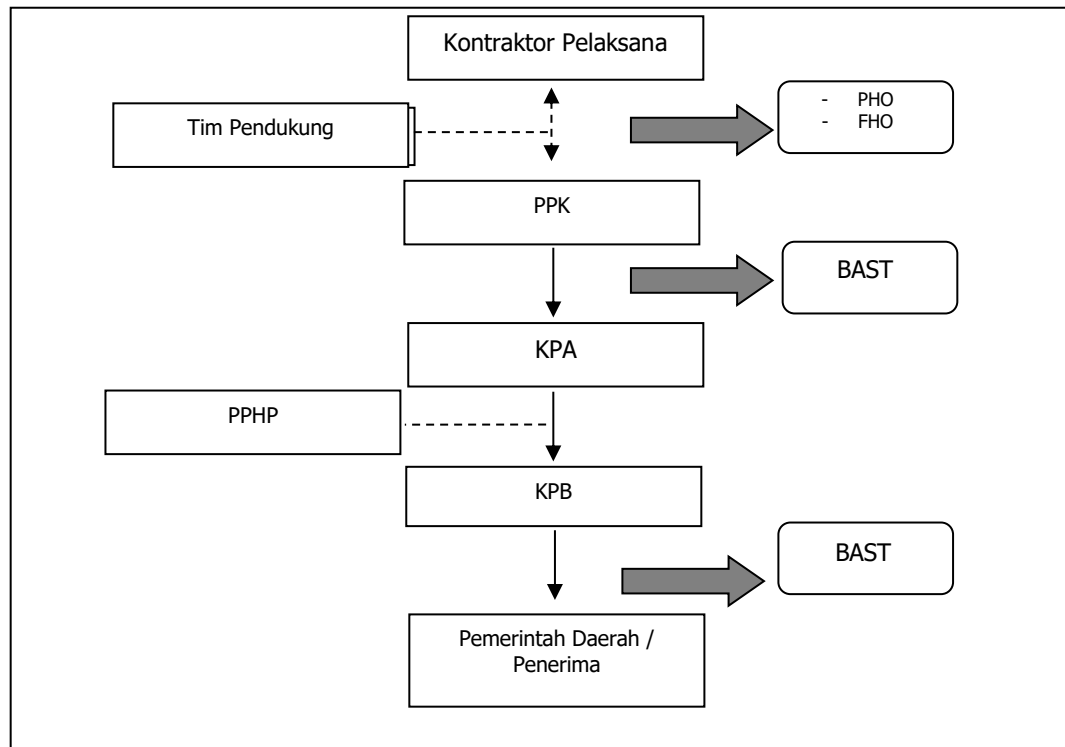 Kontraktor Pelaksana
Tim Pendukung
- PHO
- FHO
PPK
BAST
KPA
PPHP
KPB
BAST
Pemerintah Daerah /
Penerima